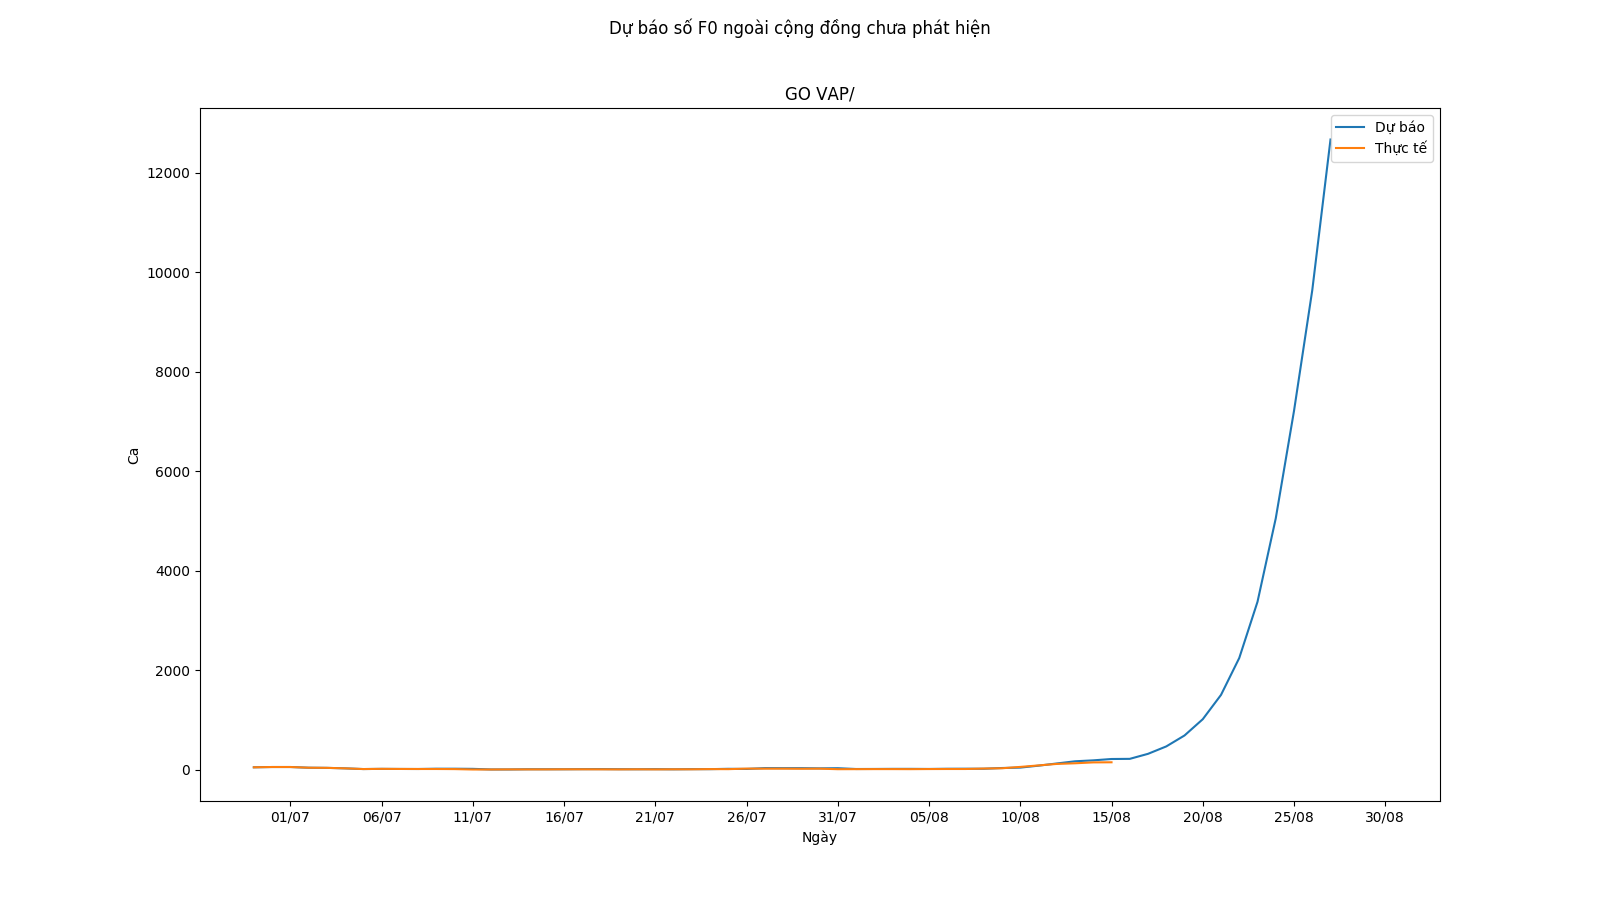 Dự báo số F0 ngoài cộng đồng chưa phát hiện
GO VAP/
Dự báo
Thực tế
12000
10000
8000
6000
4000
2000
0
Ca
01/07 06/07 11/07 16/07 21/07 26/07 31/07 05/08 10/08 15/08 20/08 25/08 30/08
Ngày